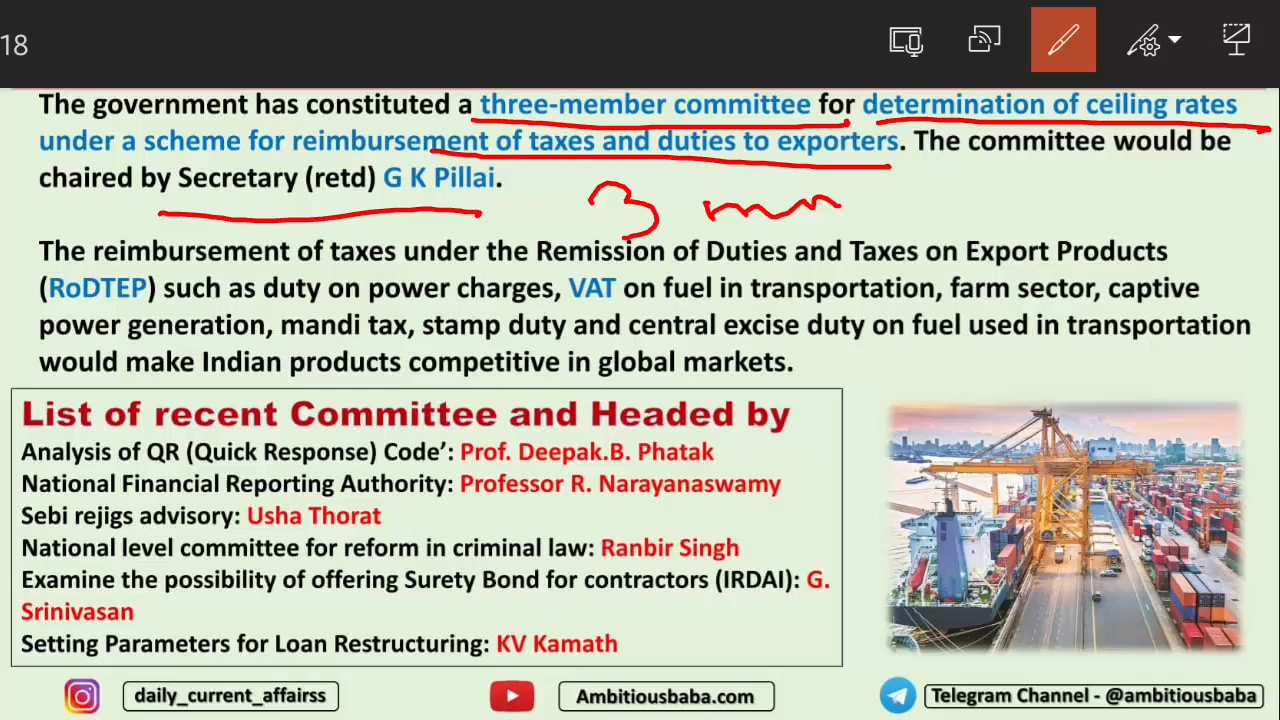 18
The government has constituted a three-member committee for determination of ceiling rates
under a scheme for reimbursement of taxes and duties to exporters. The committee would be
chaired by Secretary (retd) G K Pillai.
3
The reimbursement of taxes under the Remission of Duties and Taxes on Export Products
(RoDTEP) such as duty on power charges, VAT on fuel in transportation, farm sector, captive
power generation, mandi tax, stamp duty and central excise duty on fuel used in transportation
would make Indian products competitive in global markets.
List of recent Committee and Headed by
Analysis of QR (Quick Response) Code’: Prof. Deepak.B. Phatak
National Financial Reporting Authority: Professor R. Narayanaswamy
Sebi rejigs advisory: Usha Thorat
National level committee for reform in criminal law: Ranbir Singh
Examine the possibility of offering Surety Bond for contractors (IRDAI): G.
Srinivasan
Setting Parameters for Loan Restructuring: KV Kamath
daily_current_affairss
Ambitiousbaba.com
Telegram Channel - @ambitiousbaba